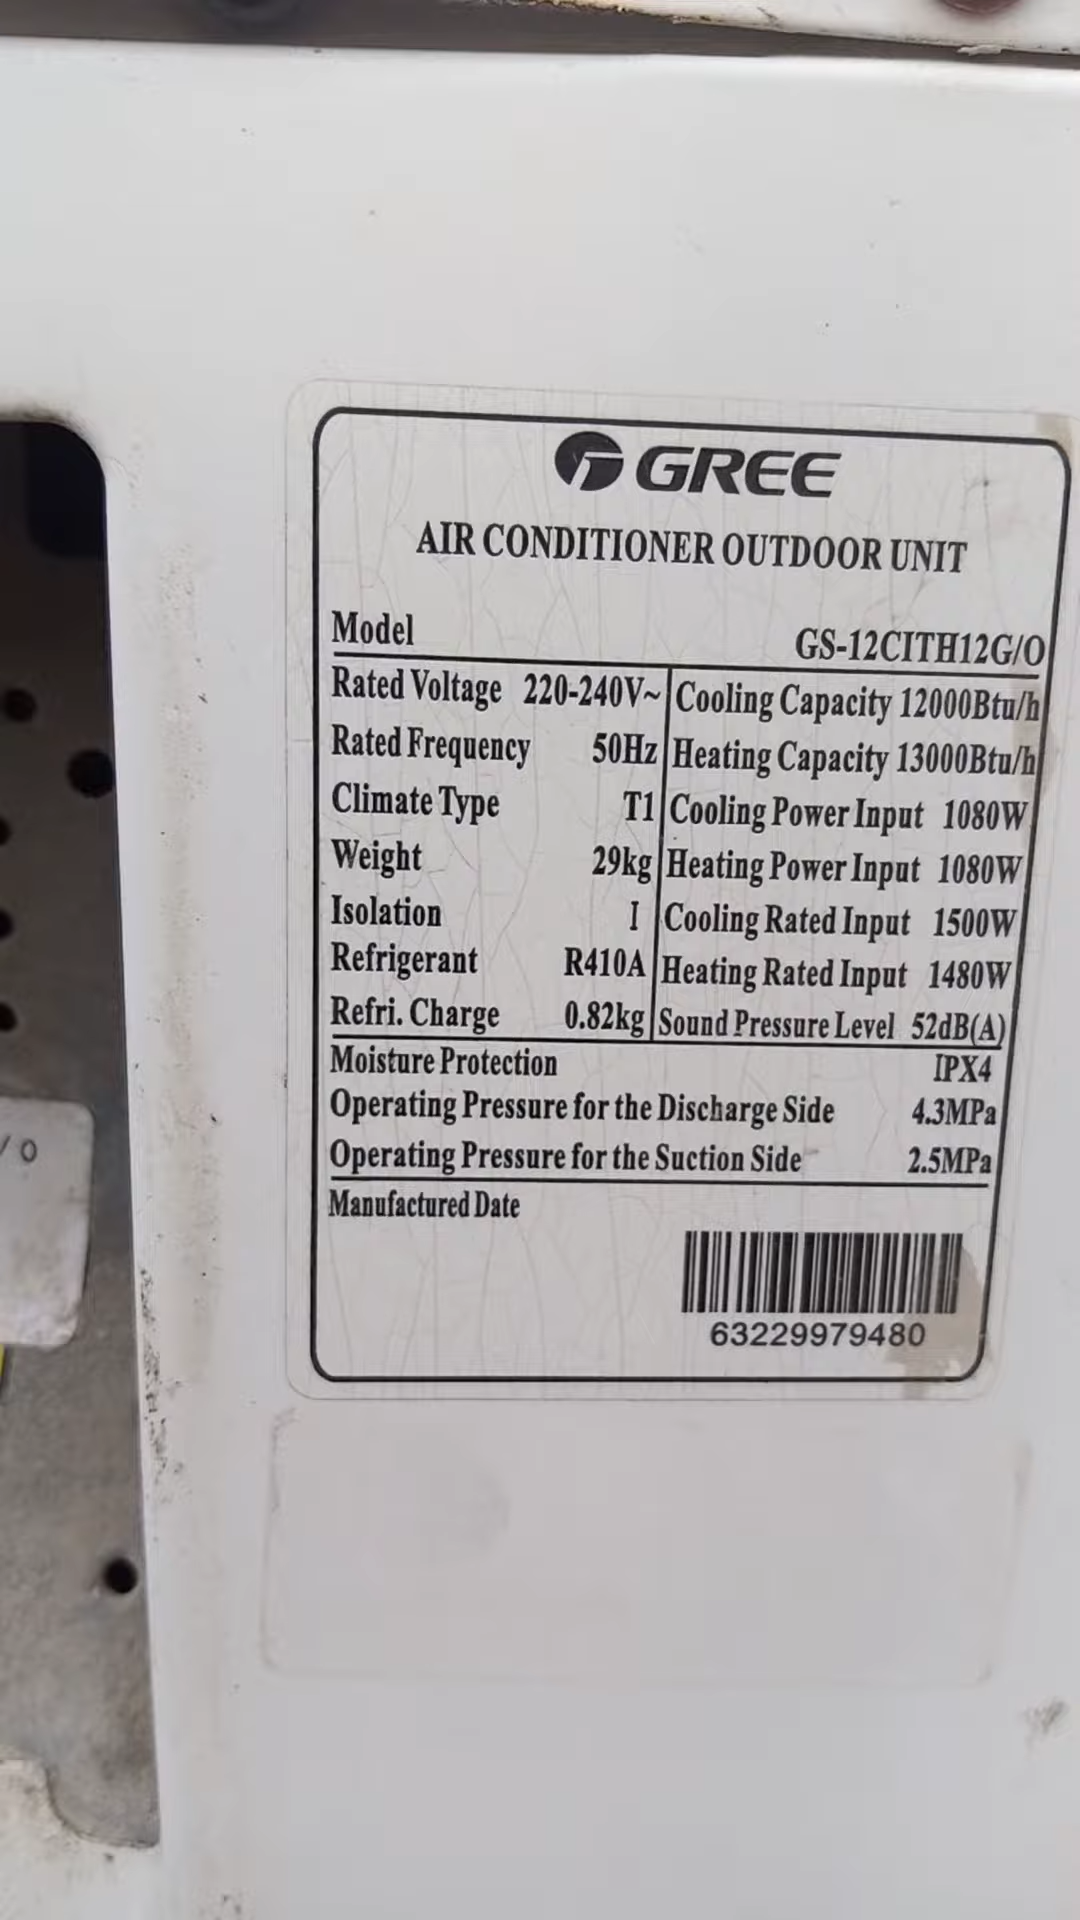 GREE
AIR CONDITIONER OUTDOOR UNIT
Model GS-12CITH12G/O
Rated Voltage 220-240V~ Cooling Capacity 12000Btu/h
Rated Frequency 50Hz Heating Capacity 13000Btu/h
Climate Type T1 Cooling Power Input 1080W
Weight 29kg Heating Power Input 1080W
Isolation I Cooling Rated Input 1500W
Refrigerant R410A Heating Rated Input 1480W
Refri. Charge 0.82kg Sound Pressure Level 52dB(A)
Moisture Protection IPX4
Operating Pressure for the Discharge Side 4.3MPa
Operating Pressure for the Suction Side 2.5MPa
Manufactured Date
63229979480
/O